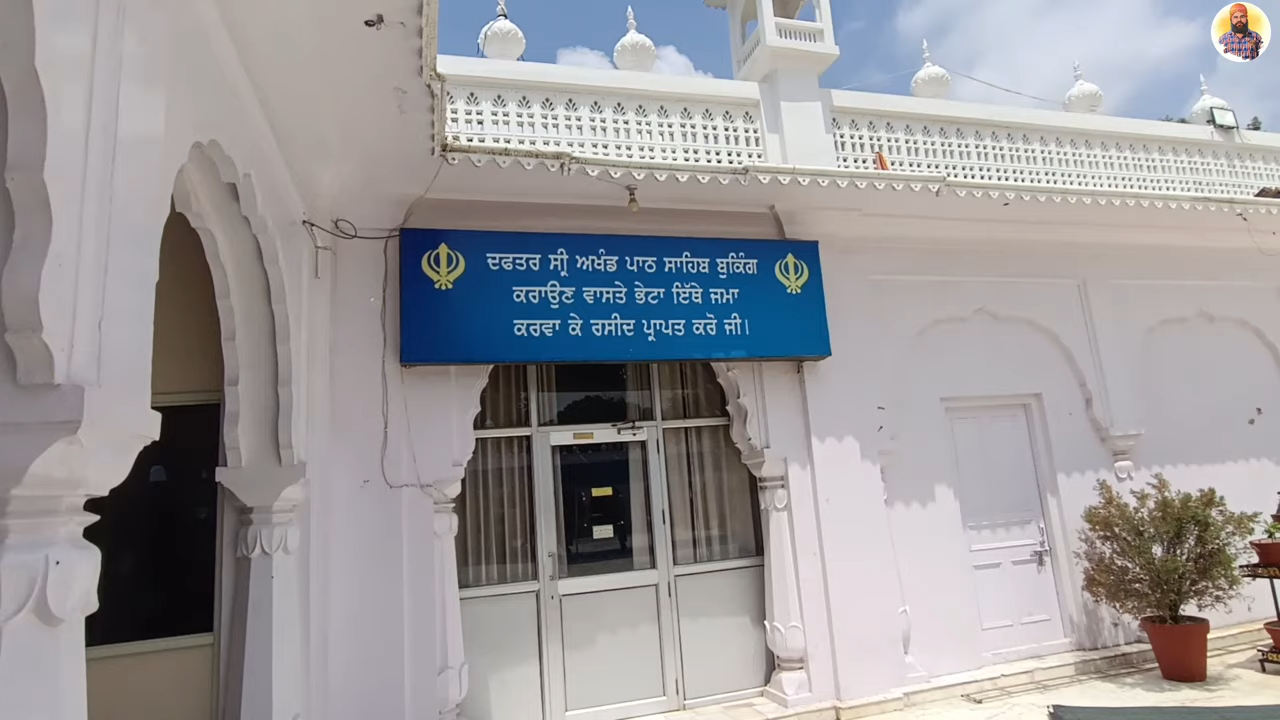 ਦਫਤਰ ਸ੍ਰੀ ਅਖੰਡ ਪਾਠ ਸਾਹਿਬ ਬੁਕਿੰਗ
ਕਰਾਉਣ ਵਾਸਤੇ ਭੇਟਾ ਇੱਥੇ ਜਮਾ
ਕਰਵਾ ਕੇ ਰਸੀਦ ਪ੍ਰਾਪਤ ਕਰੋ ਜੀ।